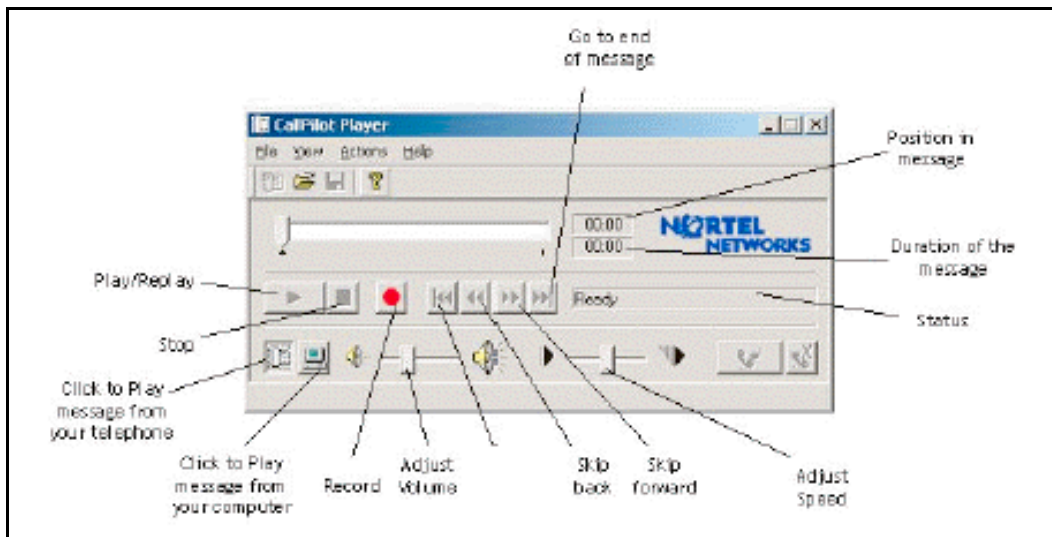 Go to end
of message
CallPilot Player
File View Actions Help
Position in
message
00:00
NORTEL
NETWORKS
00:00
Duration of the
message
Play/Replay
Ready
Status
Stop
Click to Play
message from
your telephone
Click to Play
message from
your computer
Record
Adjust
Volume
Skip
back
Skip
forward
Adjust
Speed